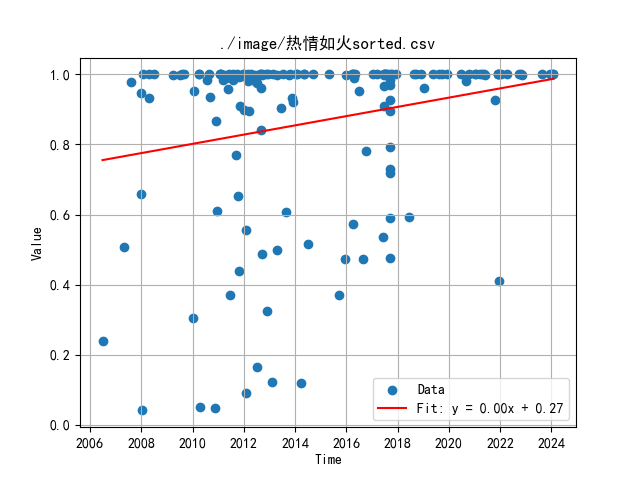 ./image/热情如火sorted.csv
1.0
0.8
0.6
0.4
0.2
0.0
Value
2006 2008 2010 2012 2014 2016 2018 2020 2022 2024
Time
Data
Fit: y = 0.00x + 0.27